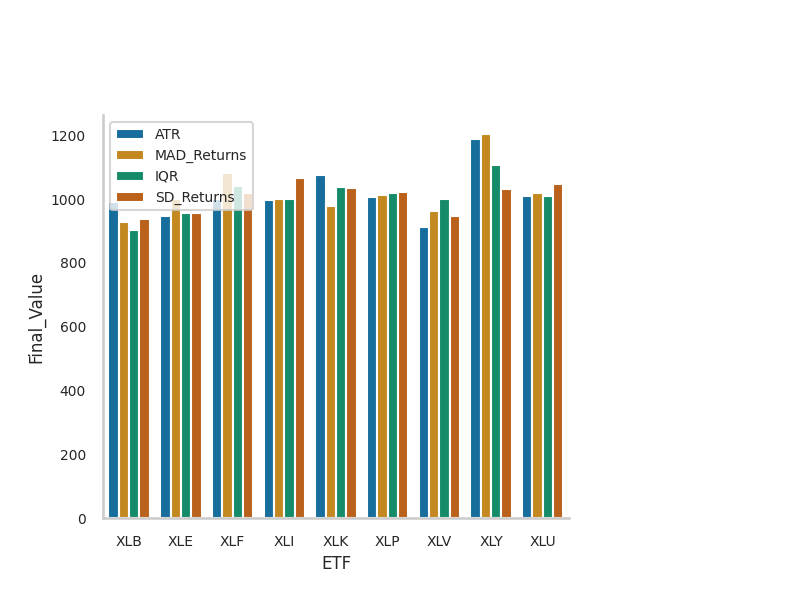 ATR
MAD_Returns
IQR
SD_Returns
1200
1000
800
600
400
200
0
Final_Value
XLB XLE XLF XLI XLK XLP XLV XLY XLU
ETF